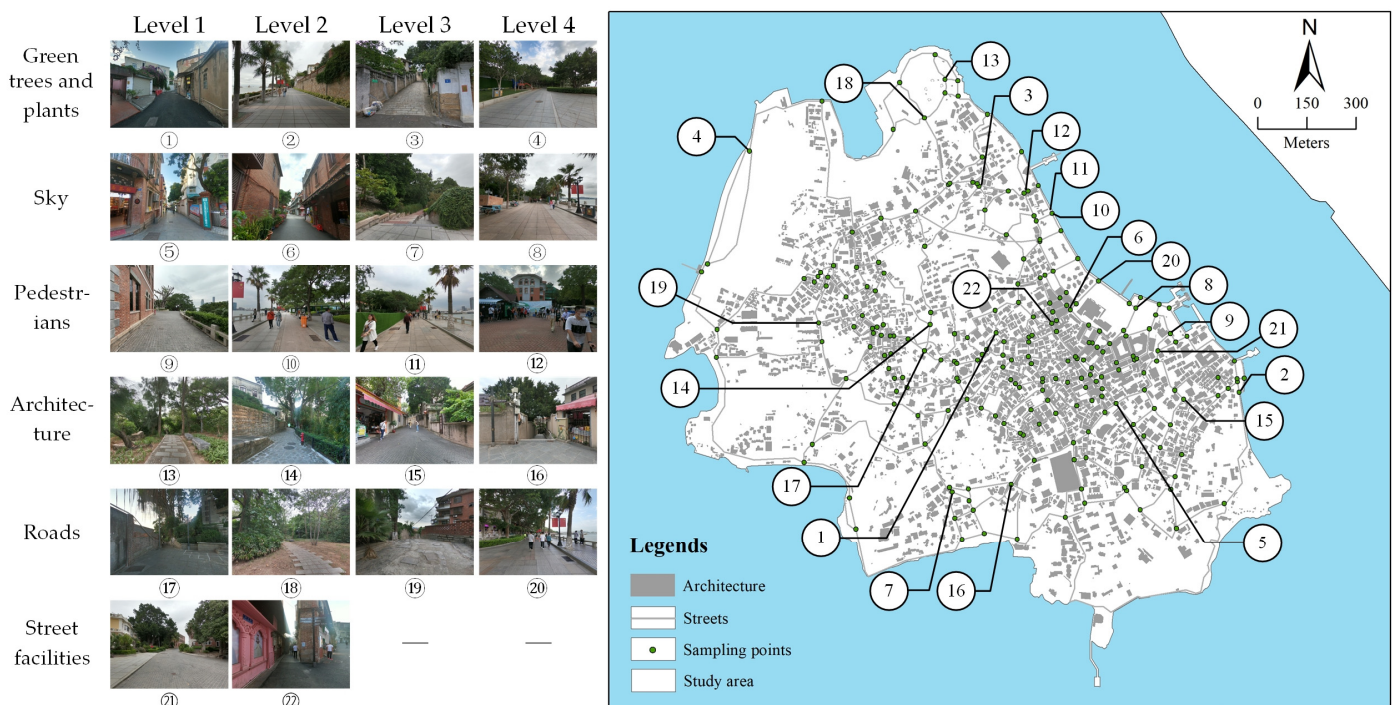 Level 1 Level 2 Level 3 Level 4
Green
trees and
plants
① ② ③ ④
Sky
⑤ ⑥ ⑦ ⑧
Pedestr-
ians
⑨ ⑩ ⑪ ⑫
Architec-
ture
⑬ ⑭ ⑮ ⑯
Roads
⑰ ⑱ ⑲ ⑳
Street
facilities
— —
㉑ ㉒
N
0 150 300
Meters
13
18
3
4
12
11
10
6
20
8
19
22
9
21
14
2
15
17
1
5
7
16
Legends
Architecture
Streets
Sampling points
Study area